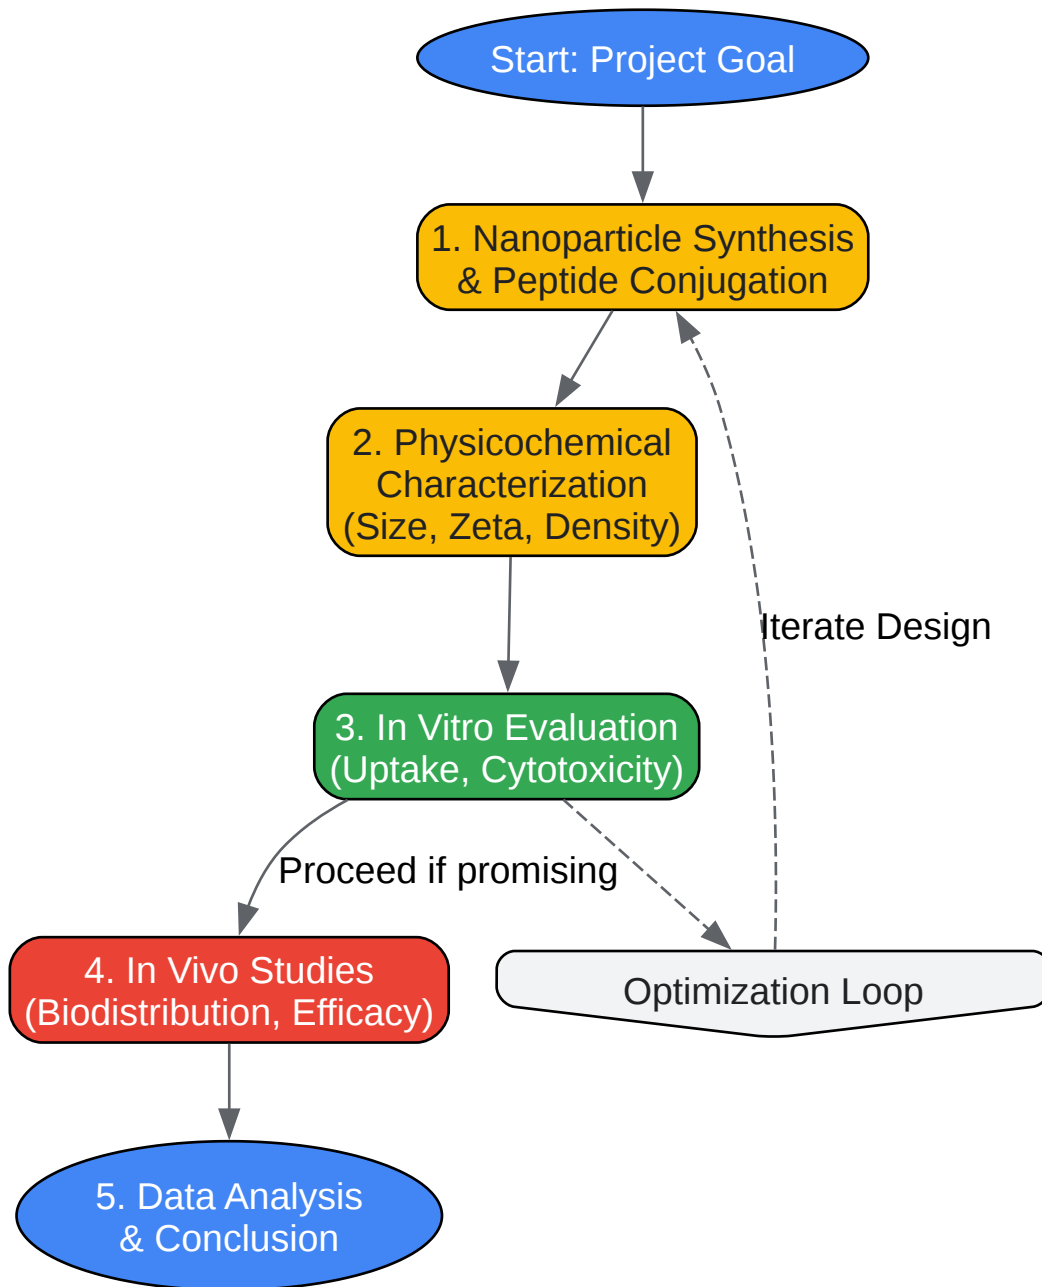 Start: Project Goal
1. Nanoparticle Synthesis
& Peptide Conjugation
2. Physicochemical
Characterization
(Size, Zeta, Density)
Iterate Design
3. In Vitro Evaluation
(Uptake, Cytotoxicity)
Proceed if promising
4. In Vivo Studies
(Biodistribution, Efficacy)
Optimization Loop
5. Data Analysis
& Conclusion